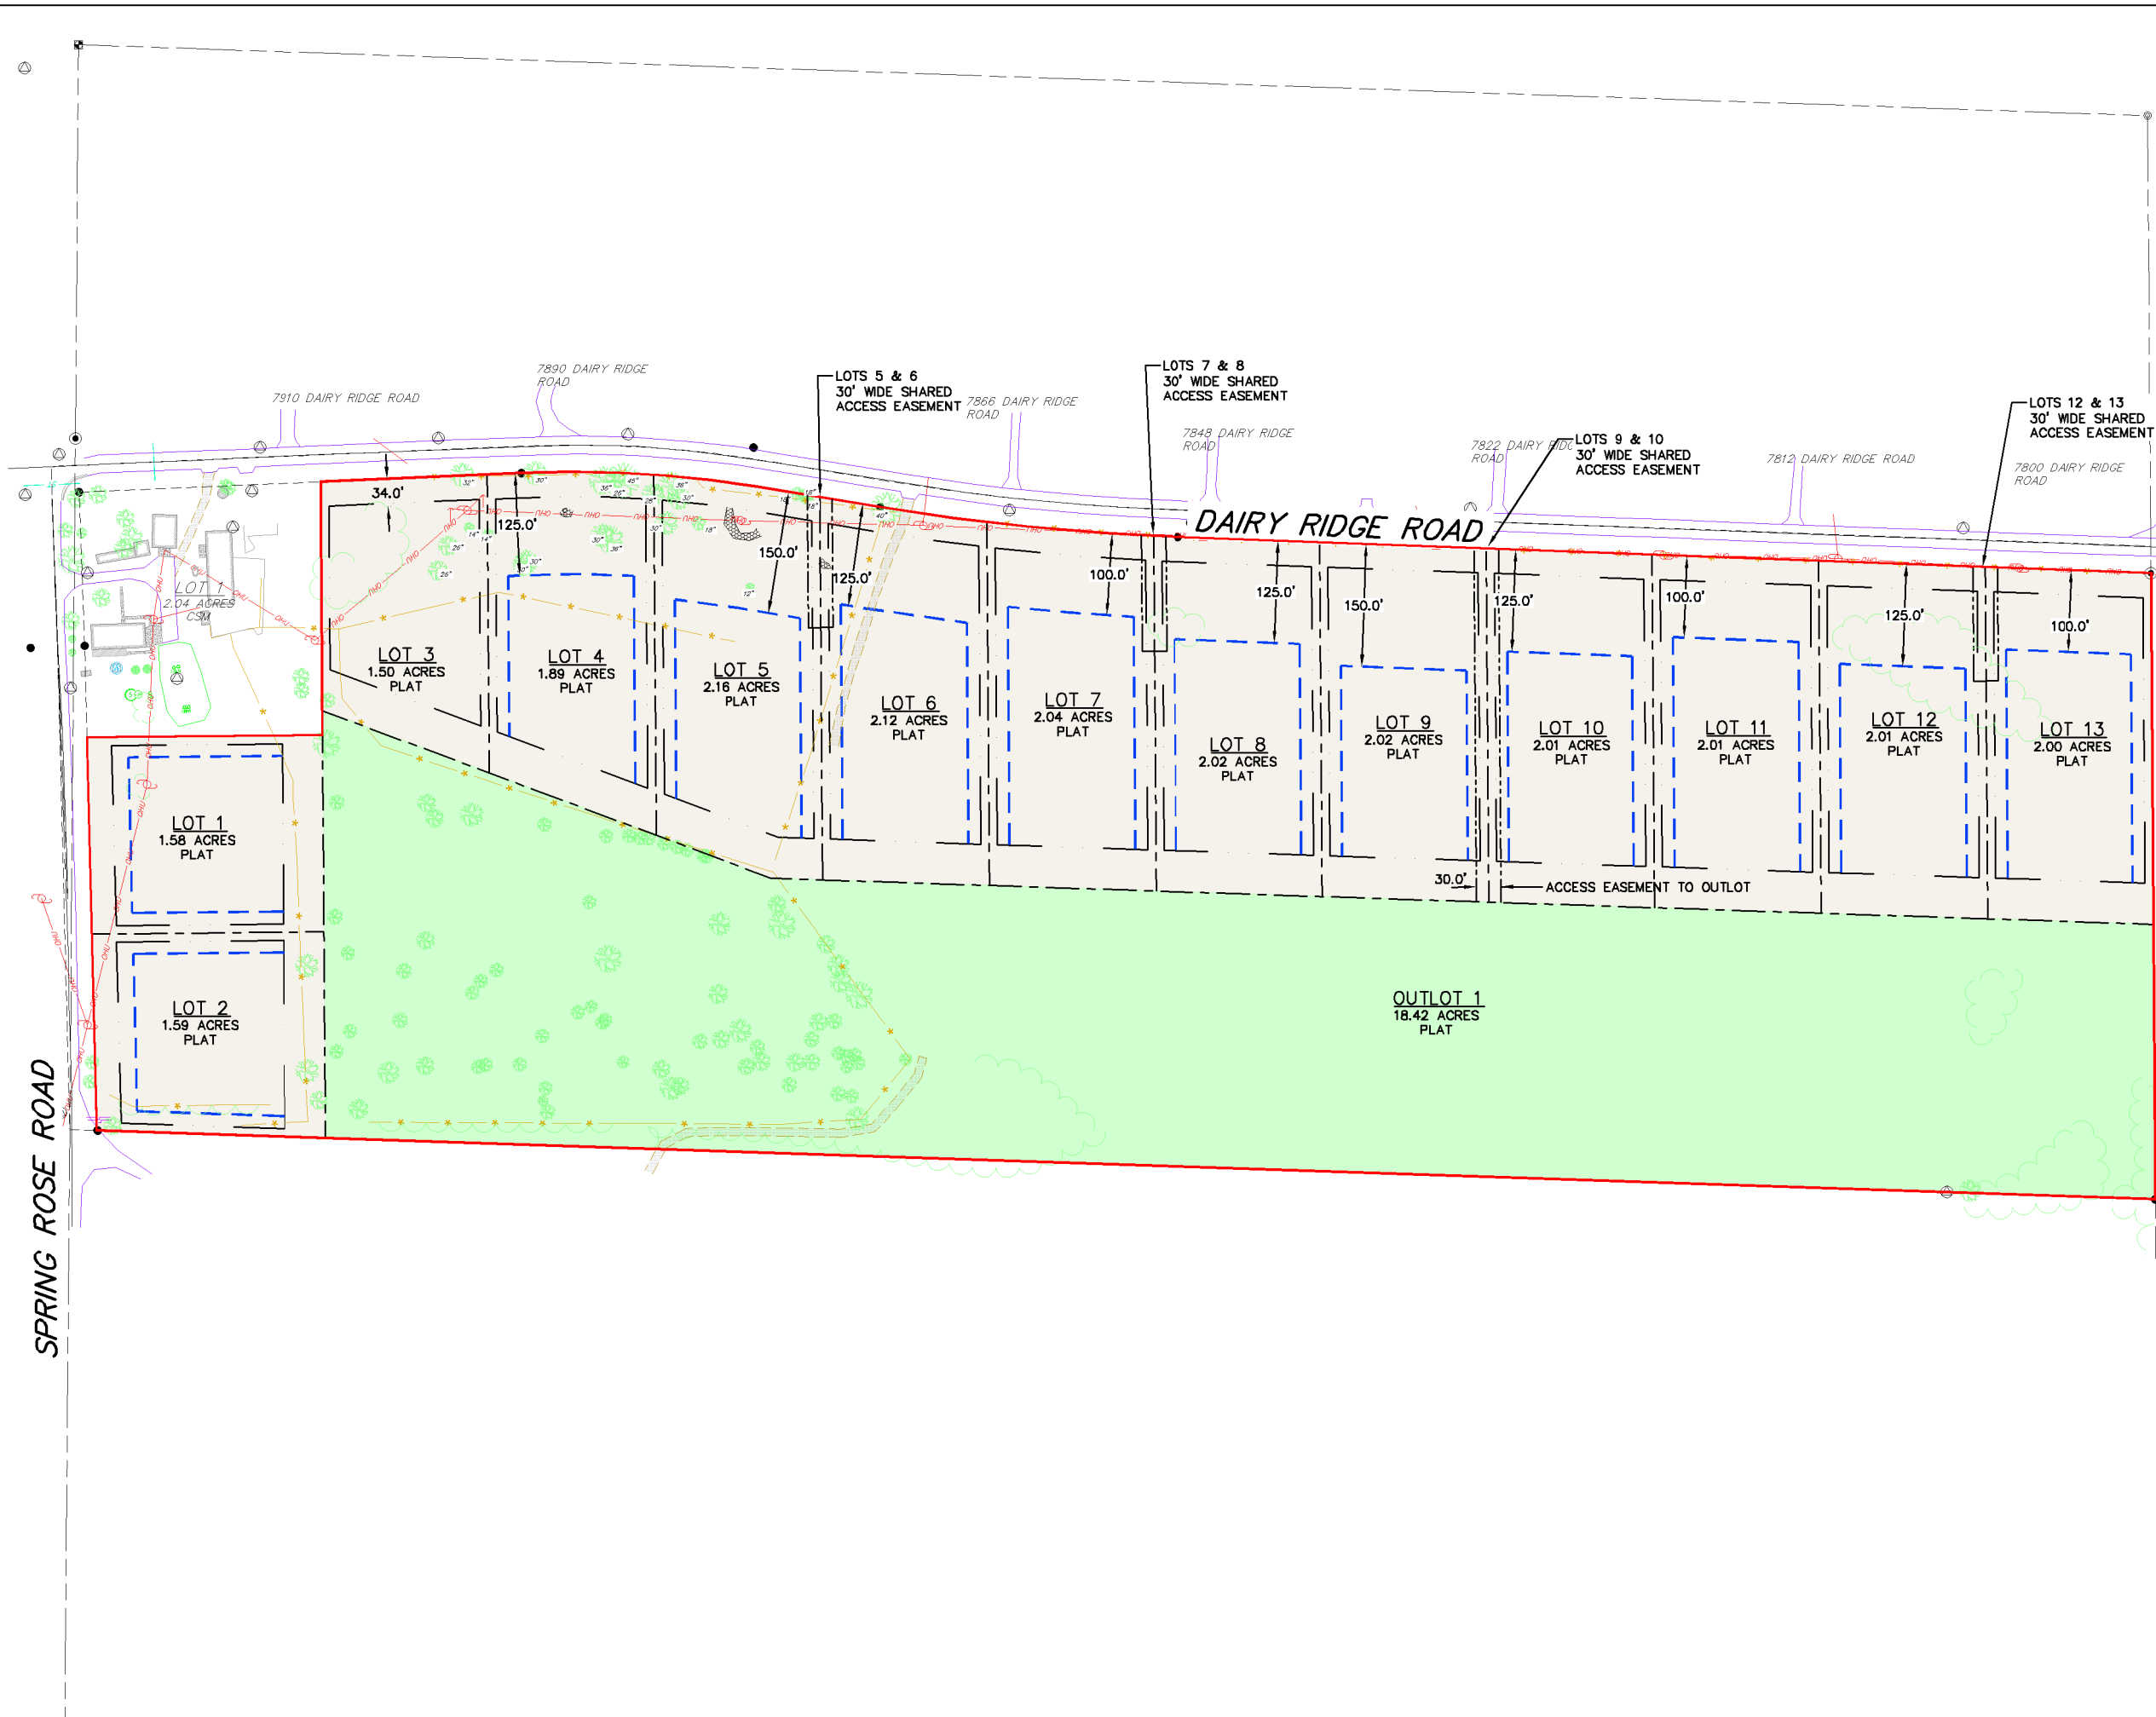 7910 DAIRY RIDGE ROAD
7890 DAIRY RIDGE
ROAD
LOTS 5 & 6
30' WIDE SHARED
ACCESS EASEMENT
7866 DAIRY RIDGE
ROAD
LOTS 7 & 8
30' WIDE SHARED
ACCESS EASEMENT
7848 DAIRY RIDGE
ROAD
7822 DAIRY RIDG
ROAD
LOTS 9 & 10
30' WIDE SHARED
ACCESS EASEMENT
7812 DAIRY RIDGE ROAD
LOTS 12 & 13
30' WIDE SHARED
ACCESS EASEMENT
7800 DAIRY RIDGE
ROAD
DAIRY RIDGE ROAD
34.0'
125.0'
150.0'
125.0'
100.0'
125.0'
150.0'
125.0'
100.0'
125.0'
100.0'
LOT 1
2.04 ACRES
CSM
LOT 3
1.50 ACRES
PLAT
LOT 4
1.89 ACRES
PLAT
LOT 5
2.16 ACRES
PLAT
LOT 6
2.12 ACRES
PLAT
LOT 7
2.04 ACRES
PLAT
LOT 8
2.02 ACRES
PLAT
LOT 9
2.02 ACRES
PLAT
LOT 10
2.01 ACRES
PLAT
LOT 11
2.01 ACRES
PLAT
LOT 12
2.01 ACRES
PLAT
LOT 13
2.00 ACRES
PLAT
LOT 1
1.58 ACRES
PLAT
30.0'
ACCESS EASEMENT TO OUTLOT
LOT 2
1.59 ACRES
PLAT
OUTLOT 1
18.42 ACRES
PLAT
SPRING ROSE ROAD